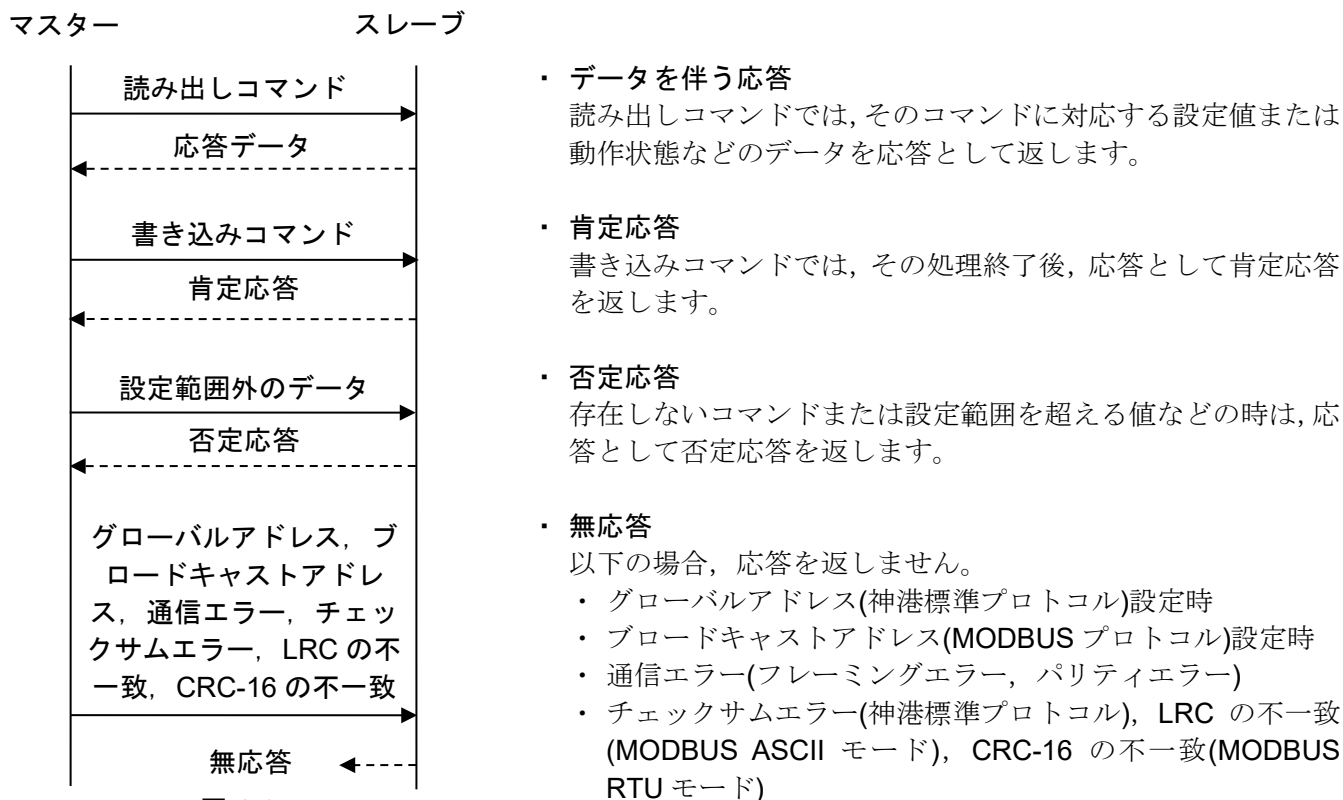 マスター
スレーブ
読み出しコマンド
応答データ
書き込みコマンド
肯定応答
設定範囲外のデータ
否定応答
グローバルアドレス，ブ
ロードキャストアドレ
ス，通信エラー，チェッ
クサムエラー，LRC の不
一致，CRC-16 の不一致
無応答
・ データを伴う応答
読み出しコマンドでは，そのコマンドに対応する設定値または
動作状態などのデータを応答として返します。
・ 肯定応答
書き込みコマンドでは，その処理終了後，応答として肯定応答
を返します。
・ 否定応答
存在しないコマンドまたは設定範囲を超える値などの時は，応
答として否定応答を返します。
・ 無応答
以下の場合，応答を返しません。
・ グローバルアドレス(神港標準プロトコル)設定時
・ ブロードキャストアドレス(MODBUS プロトコル)設定時
・ 通信エラー(フレーミングエラー，パリティエラー)
・ チェックサムエラー(神港標準プロトコル)，LRC の不一致
(MODBUS ASCII モード)，CRC-16 の不一致(MODBUS
RTU モード)